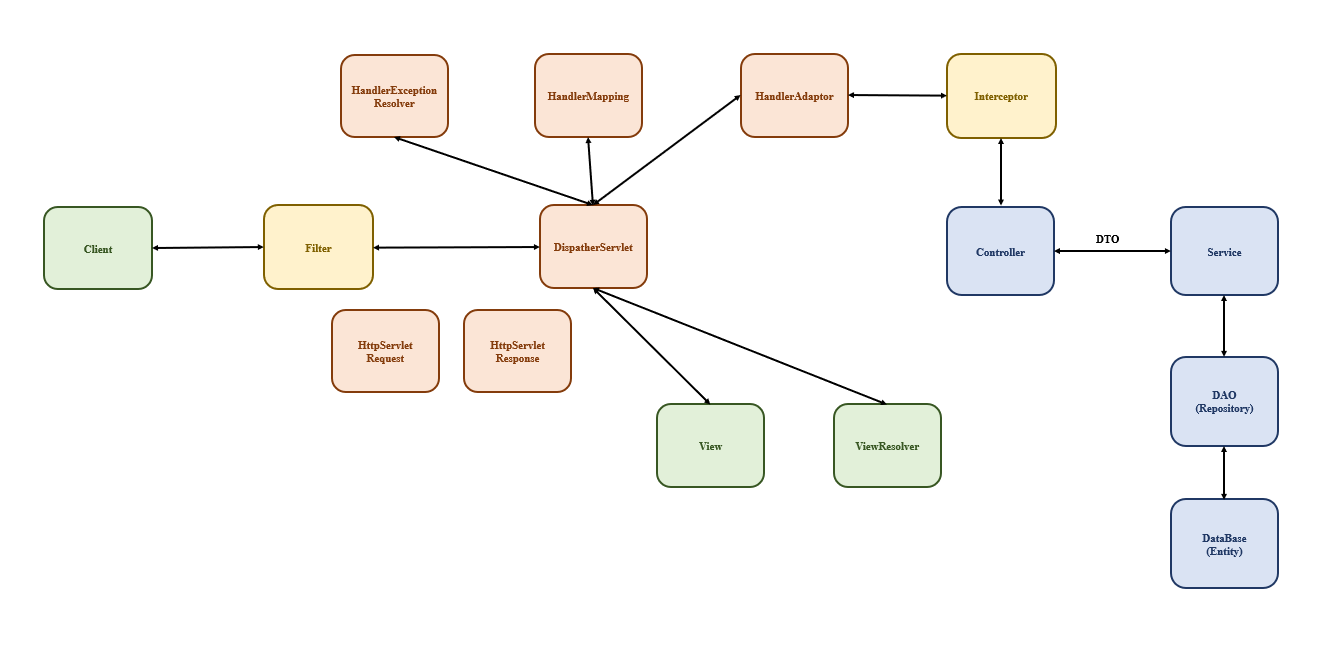 HandlerException
Resolver
HandlerMapping
HandlerAdaptor
Interceptor
Client
Filter
DispatherServlet
Controller
DTO
Service
HttpServlet
Request
HttpServlet
Response
DAO
(Repository)
View
ViewResolver
DataBase
(Entity)